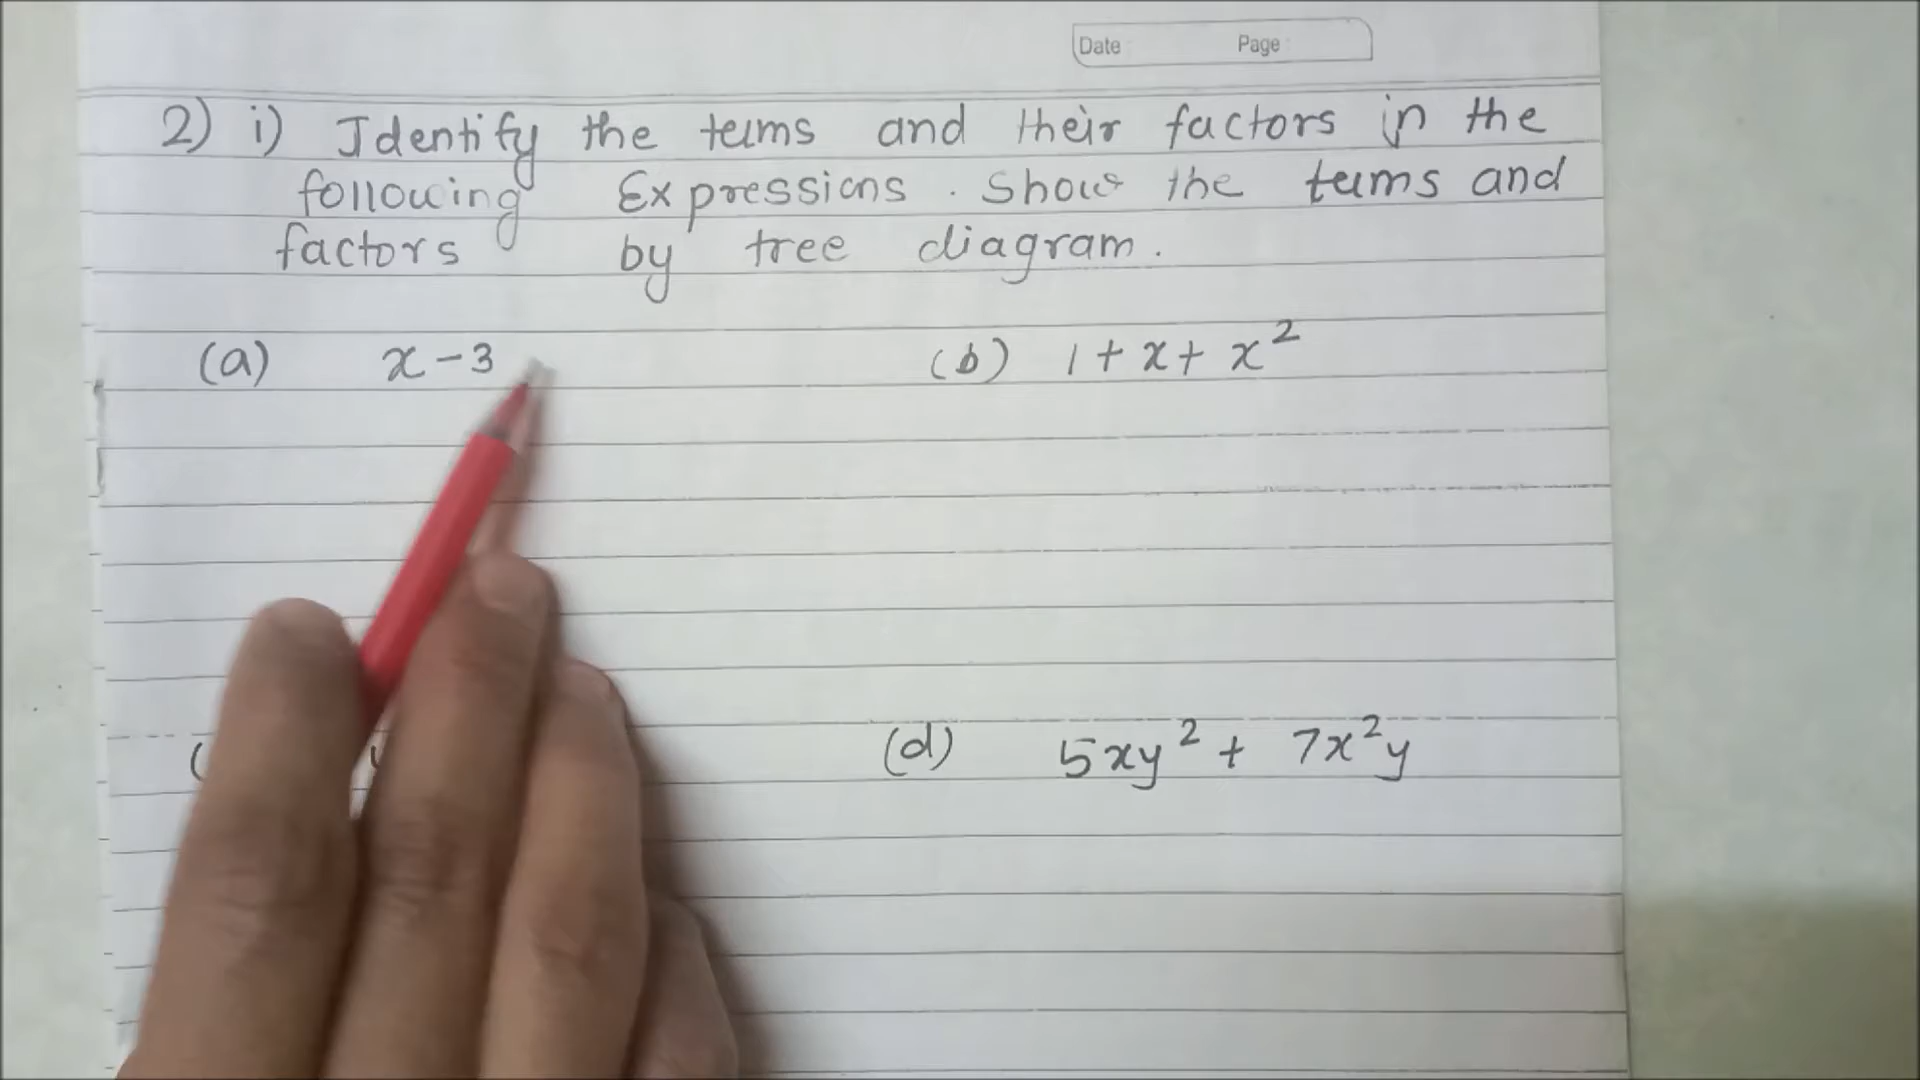 Date Page
2) i) Identify the terms and their factors in the
following Expressions. Show the terms and
factors by tree diagram.
(a) x - 3 (b) 1 + x + x²
(d) 5xy² + 7x²y